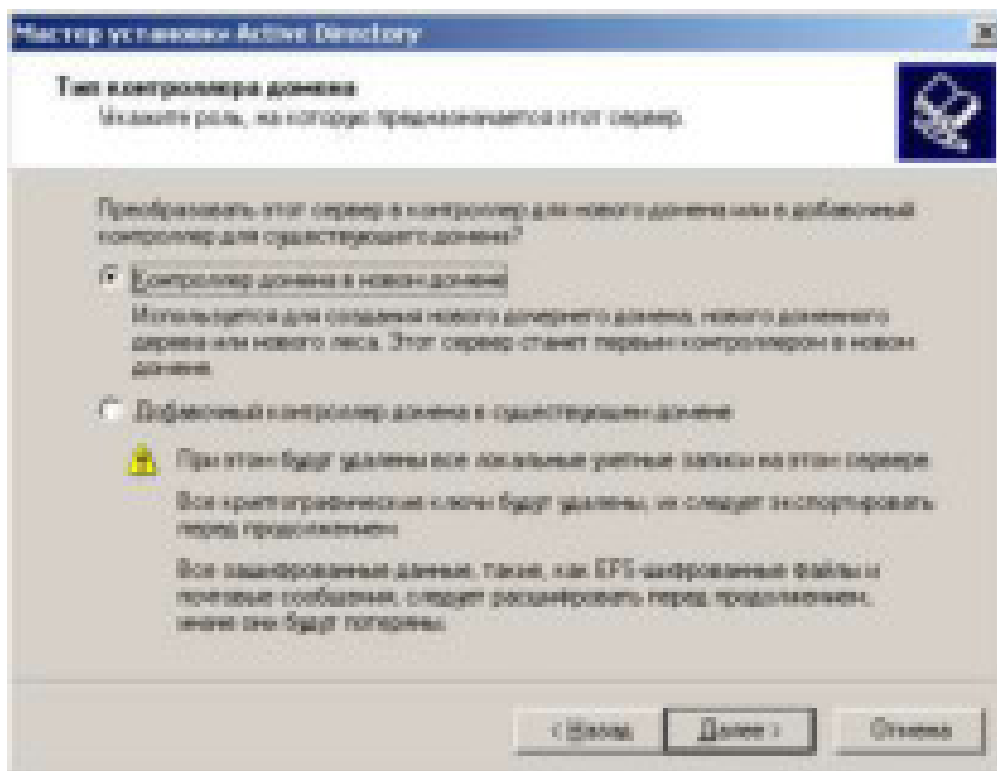 Мастер установки Active Directory
Тип контроллера домена
Укажите роль, на которую предназначается этот сервер.
Преобразовать этот сервер в контроллер для нового домена или в добавочный
контроллер для существующего домена?
Контроллер домена в новом домене
Используется для создания нового дочернего домена, нового доменного
дерева или нового леса. Этот сервер станет первым контроллером в новом
домене.
Добавочный контроллер домена в существующем домене
При этом будут удалены все локальные учетные записи на этом сервере.
Все криптографические ключи будут удалены, их следует экспортировать
перед продолжением.
Все зашифрованные данные, такие, как EFS-шифрованные файлы и
почтовые сообщения, следует расшифровать перед продолжением,
иначе они будут потеряны.
< Назад
Далее >
Отмена